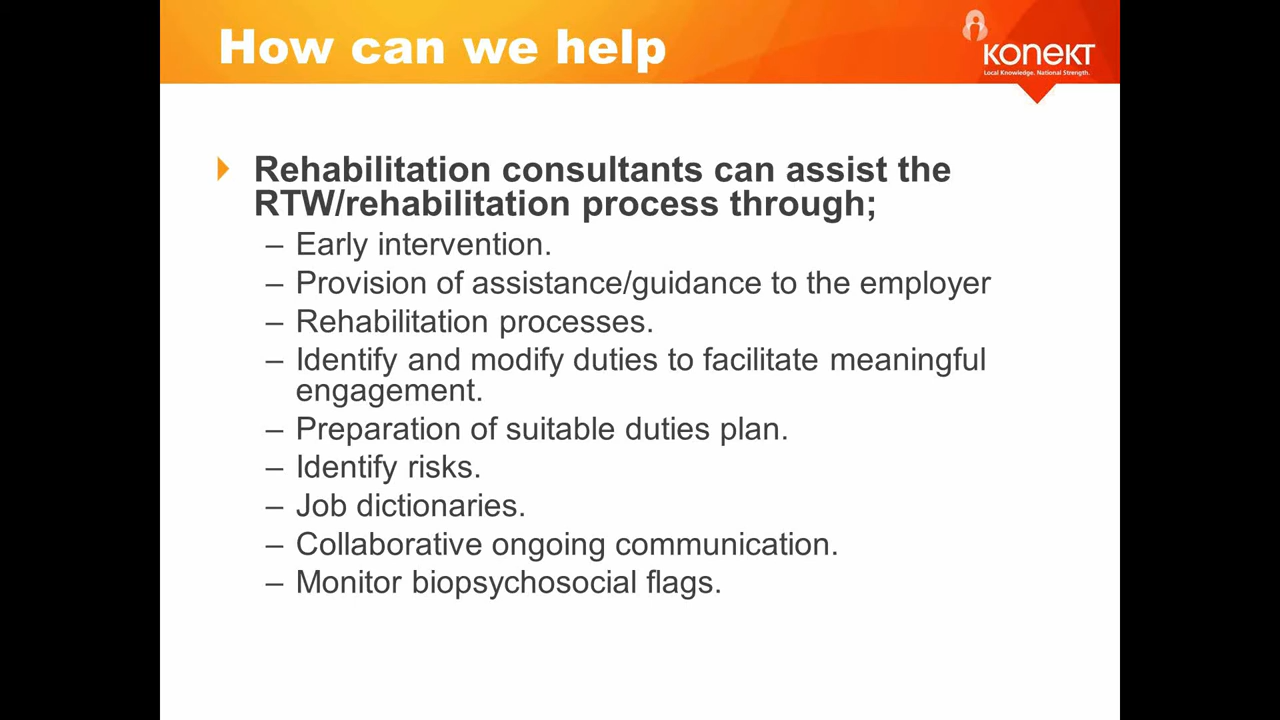 How can we help
KONEKT
Local Knowledge. National Strength.
Rehabilitation consultants can assist the
RTW/rehabilitation process through;
– Early intervention.
– Provision of assistance/guidance to the employer
– Rehabilitation processes.
– Identify and modify duties to facilitate meaningful
engagement.
– Preparation of suitable duties plan.
– Identify risks.
– Job dictionaries.
– Collaborative ongoing communication.
– Monitor biopsychosocial flags.